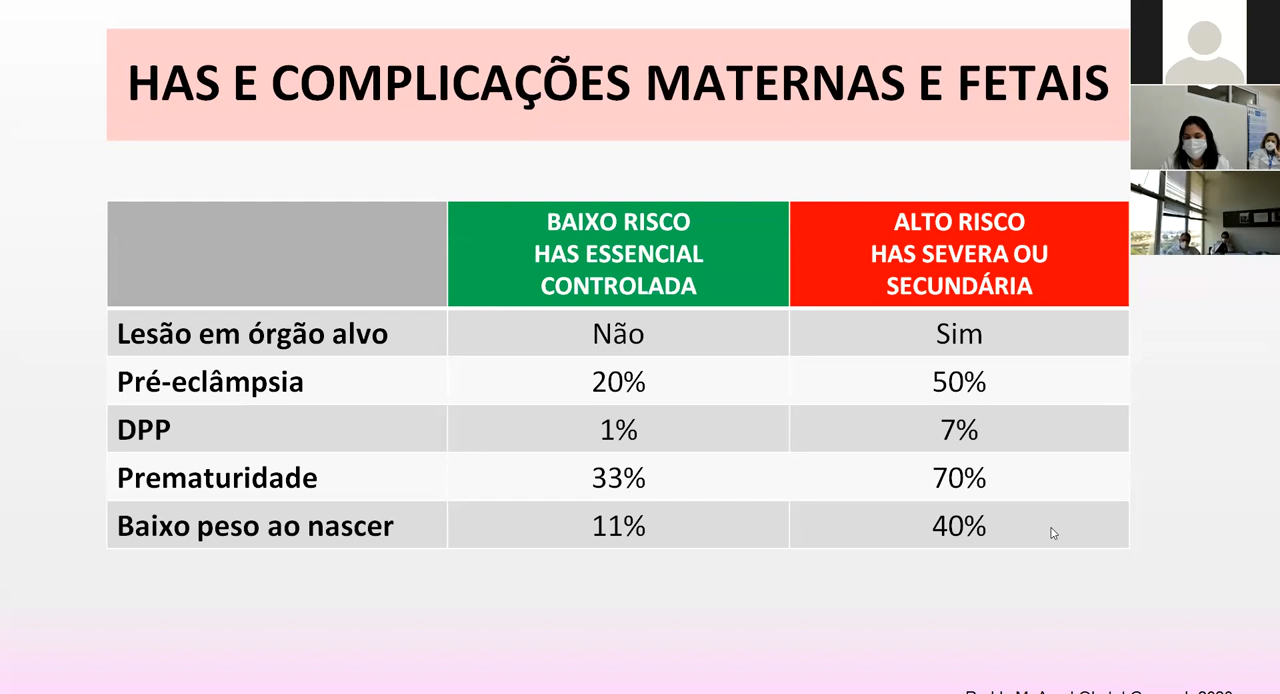 HAS E COMPLICAÇÕES MATERNAS E FETAIS
BAIXO RISCO
HAS ESSENCIAL
CONTROLADA
ALTO RISCO
HAS SEVERA OU
SECUNDÁRIA
Lesão em órgão alvo Não Sim
Pré-eclâmpsia 20% 50%
DPP 1% 7%
Prematuridade 33% 70%
Baixo peso ao nascer 11% 40%